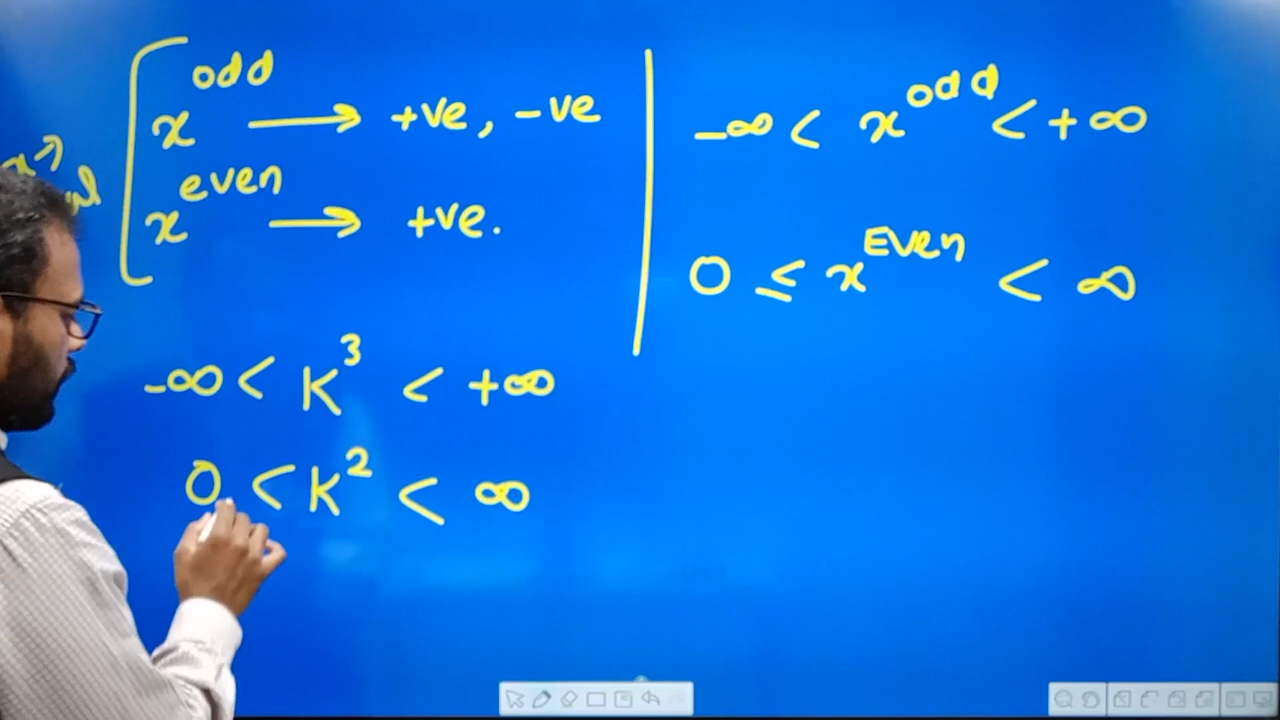 x^odd → +ve, -ve
x→
x^even → +ve.
-∞ < x^odd < +∞
0 ≤ x^Even < ∞
-∞ < K^3 < +∞
0 < K^2 < ∞